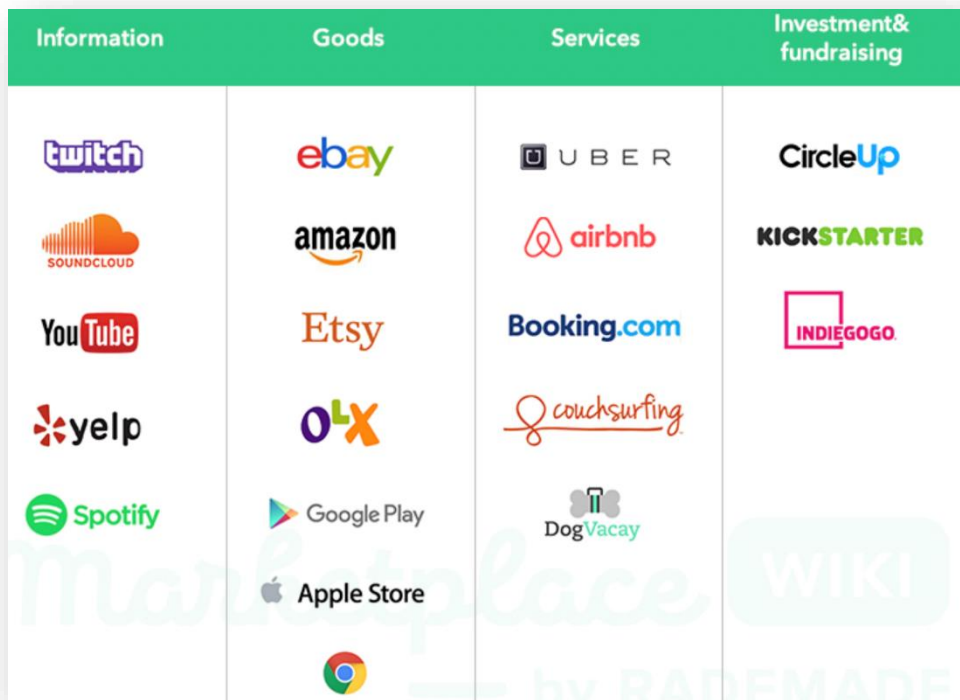 Information
Goods
Services
Investment&
fundraising
twitch
ebay
UBER
CircleUp
SOUNDCLOUD
amazon
airbnb
KICKSTARTER
YouTube
Etsy
Booking.com
INDIEGOGO.
yelp
OLX
couchsurfing
Spotify
Google Play
DogVacay
Apple Store
Marketplace WIKI
by RADEMADE